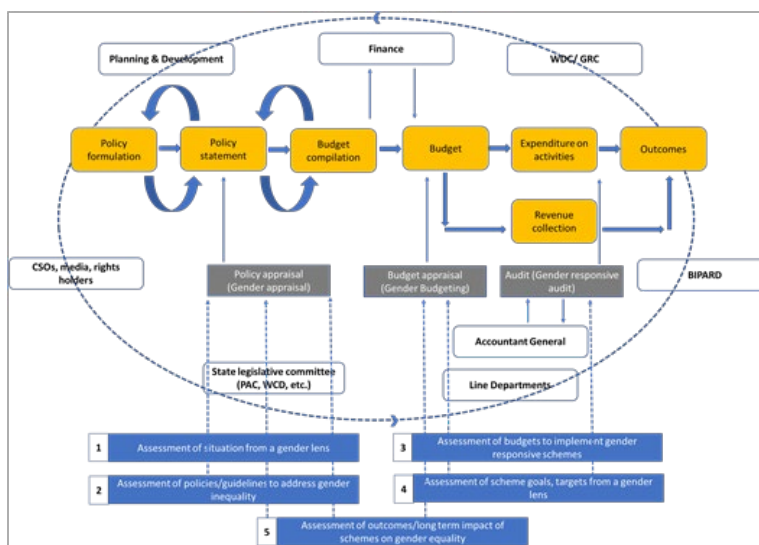 Finance
Planning & Development
WDC/ GRC
Policy
formulation
Policy
statement
Budget
compilation
Budget
Expenditure on
activities
Outcomes
Revenue
collection
CSOs, media, rights
holders
Policy appraisal
(Gender appraisal)
Budget appraisal
(Gender Budgeting)
Audit (Gender responsive
audit)
BIPARD
Accountant General
State legislative committee
(PAC, WCD, etc.)
Line Departments
1
Assessment of situation from a gender lens
3
Assessment of budgets to implement gender
responsive schemes
2
Assessment of policies/guidelines to address gender
inequality
4
Assessment of scheme goals, targets from a gender
lens
5
Assessment of outcomes/long term impact of
schemes on gender equality